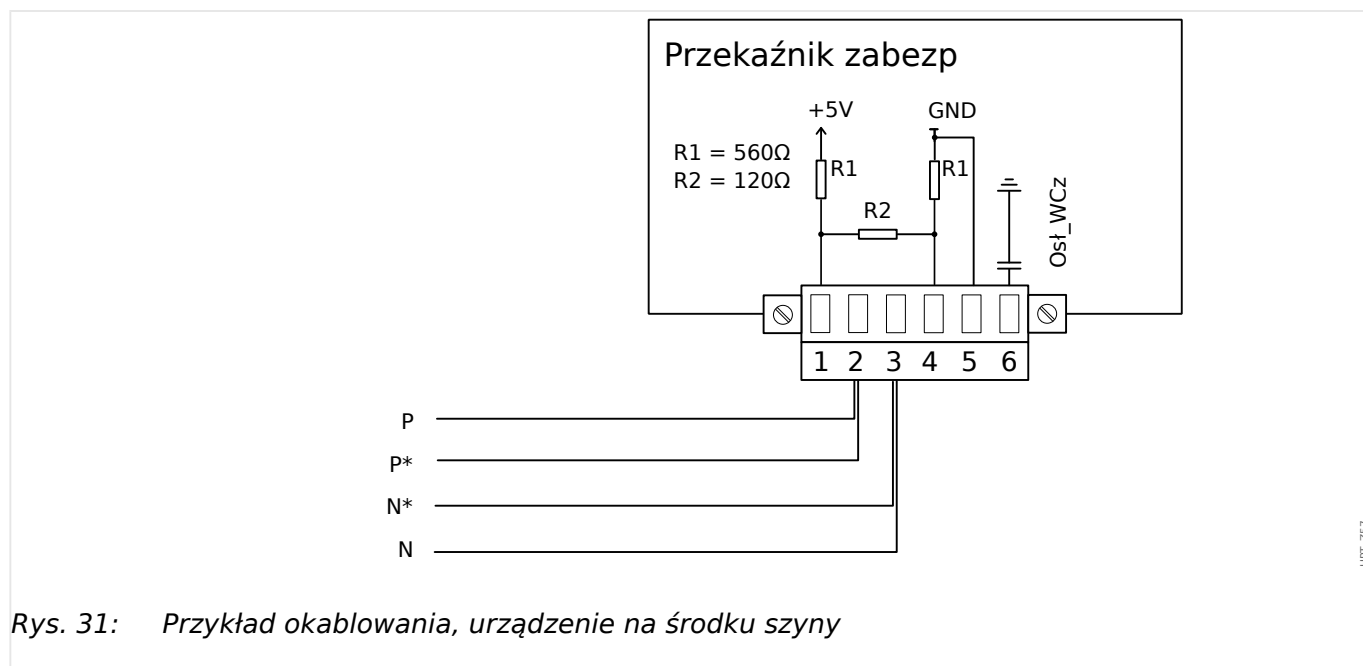 Przekaźnik zabezp
+5V
GND
R1 = 560Ω
R2 = 120Ω
R1
R1
R2
Osł_WCz
1 2 3 4 5 6
P
P*
N*
N
Rys. 31: Przykład okablowania, urządzenie na środku szyny